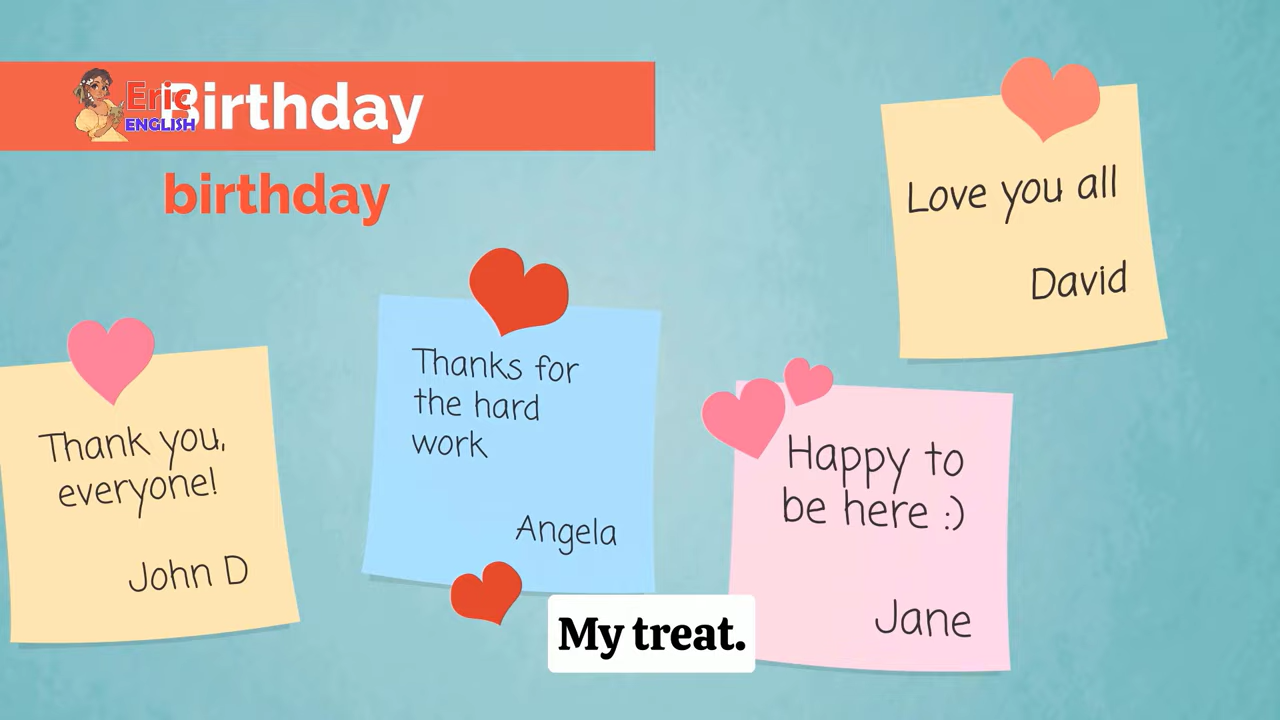 Birthday
Eric
ENGLISH
birthday
Love you all
David
Thanks for
the hard
work
Angela
Thank you,
everyone!
John D
Happy to
be here :)
Jane
My treat.